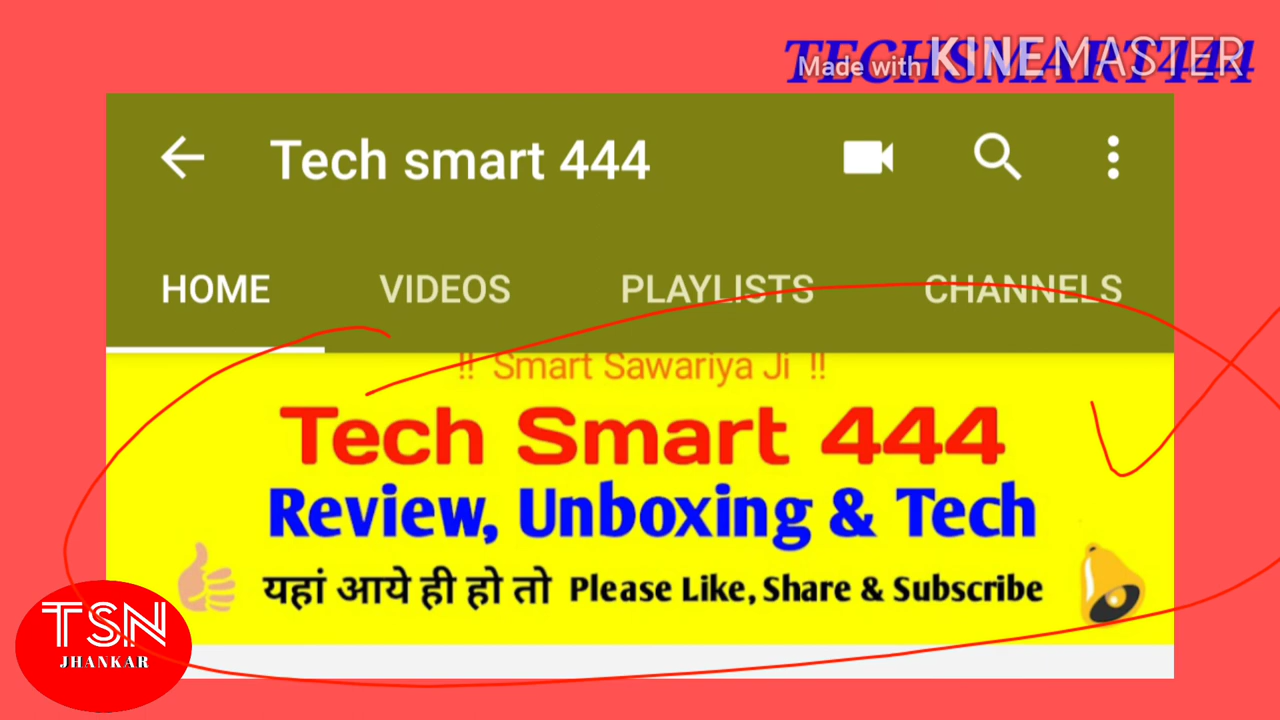 TECHSMART444
Made with KINEMASTER
Tech smart 444
HOME VIDEOS PLAYLISTS CHANNELS
!! Smart Sawariya Ji !!
Tech Smart 444
Review, Unboxing & Tech
यहां आये ही हो तो Please Like, Share & Subscribe
TSN
JHANKAR